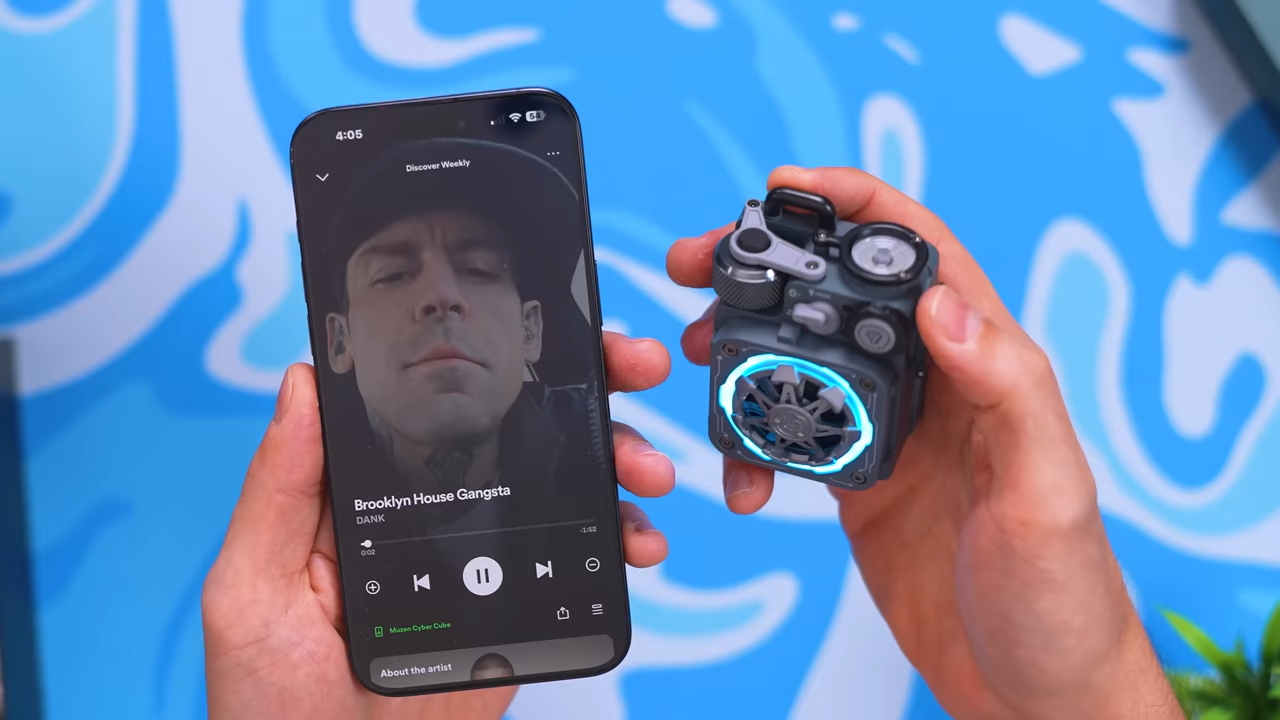 4:05
Discover Weekly
Brooklyn House Gangsta
DANK
0:02
-1:52
Muzen Cyber Cube
About the artist